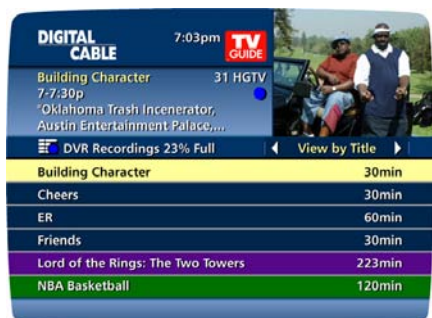 DIGITAL
CABLE
7:03pm
TV
GUIDE
Building Character 31 HGTV
7-7:30p
"Oklahoma Trash Incenerator,
Austin Entertainment Palace,...
DVR Recordings 23% Full
View by Title
Building Character 30min
Cheers 30min
ER 60min
Friends 30min
Lord of the Rings: The Two Towers 223min
NBA Basketball 120min